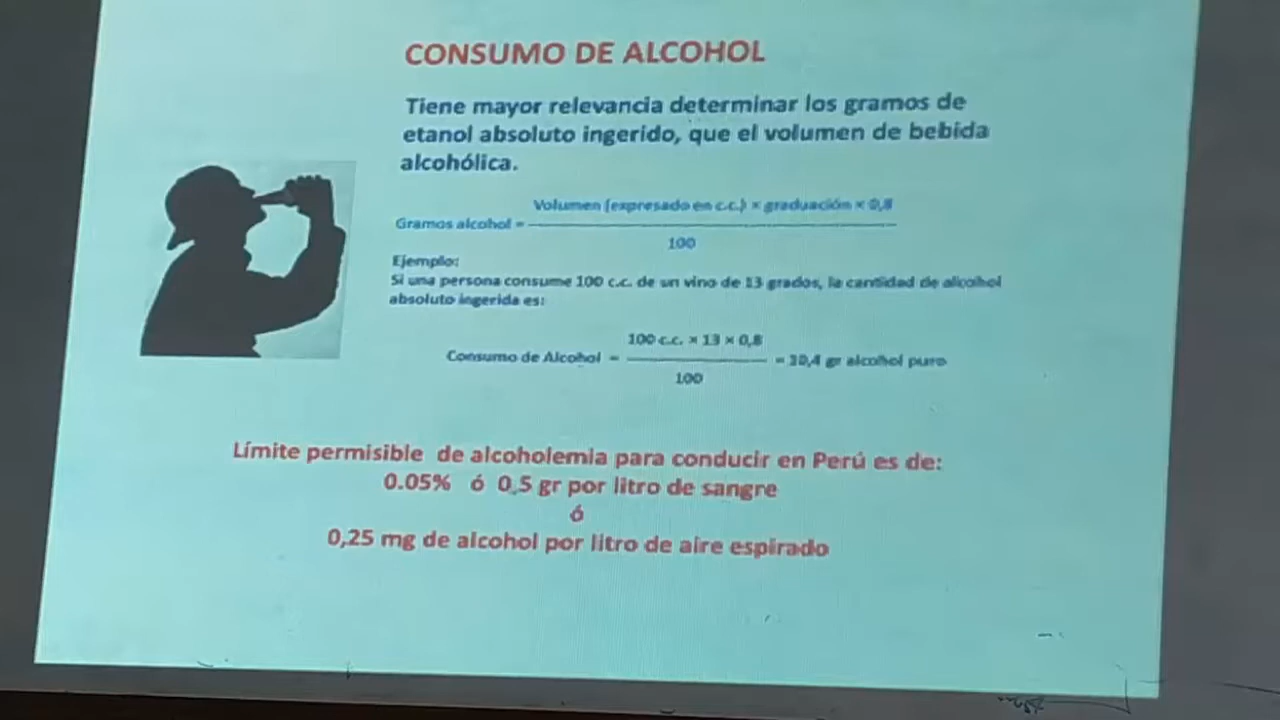 CONSUMO DE ALCOHOL
Tiene mayor relevancia determinar los gramos de
etanol absoluto ingerido, que el volumen de bebida
alcohólica.
Volumen (expresado en c.c.) × graduación × 0,8
Gramos alcohol =
100
Ejemplo:
Si una persona consume 100 c.c. de un vino de 13 grados, la cantidad de alcohol
absoluto ingerida es:
100 c.c. × 13 × 0,8
Consumo de Alcohol = = 10,4 gr alcohol puro
100
Límite permisible de alcoholemia para conducir en Perú es de:
0.05% ó 0.5 gr por litro de sangre
ó
0,25 mg de alcohol por litro de aire espirado